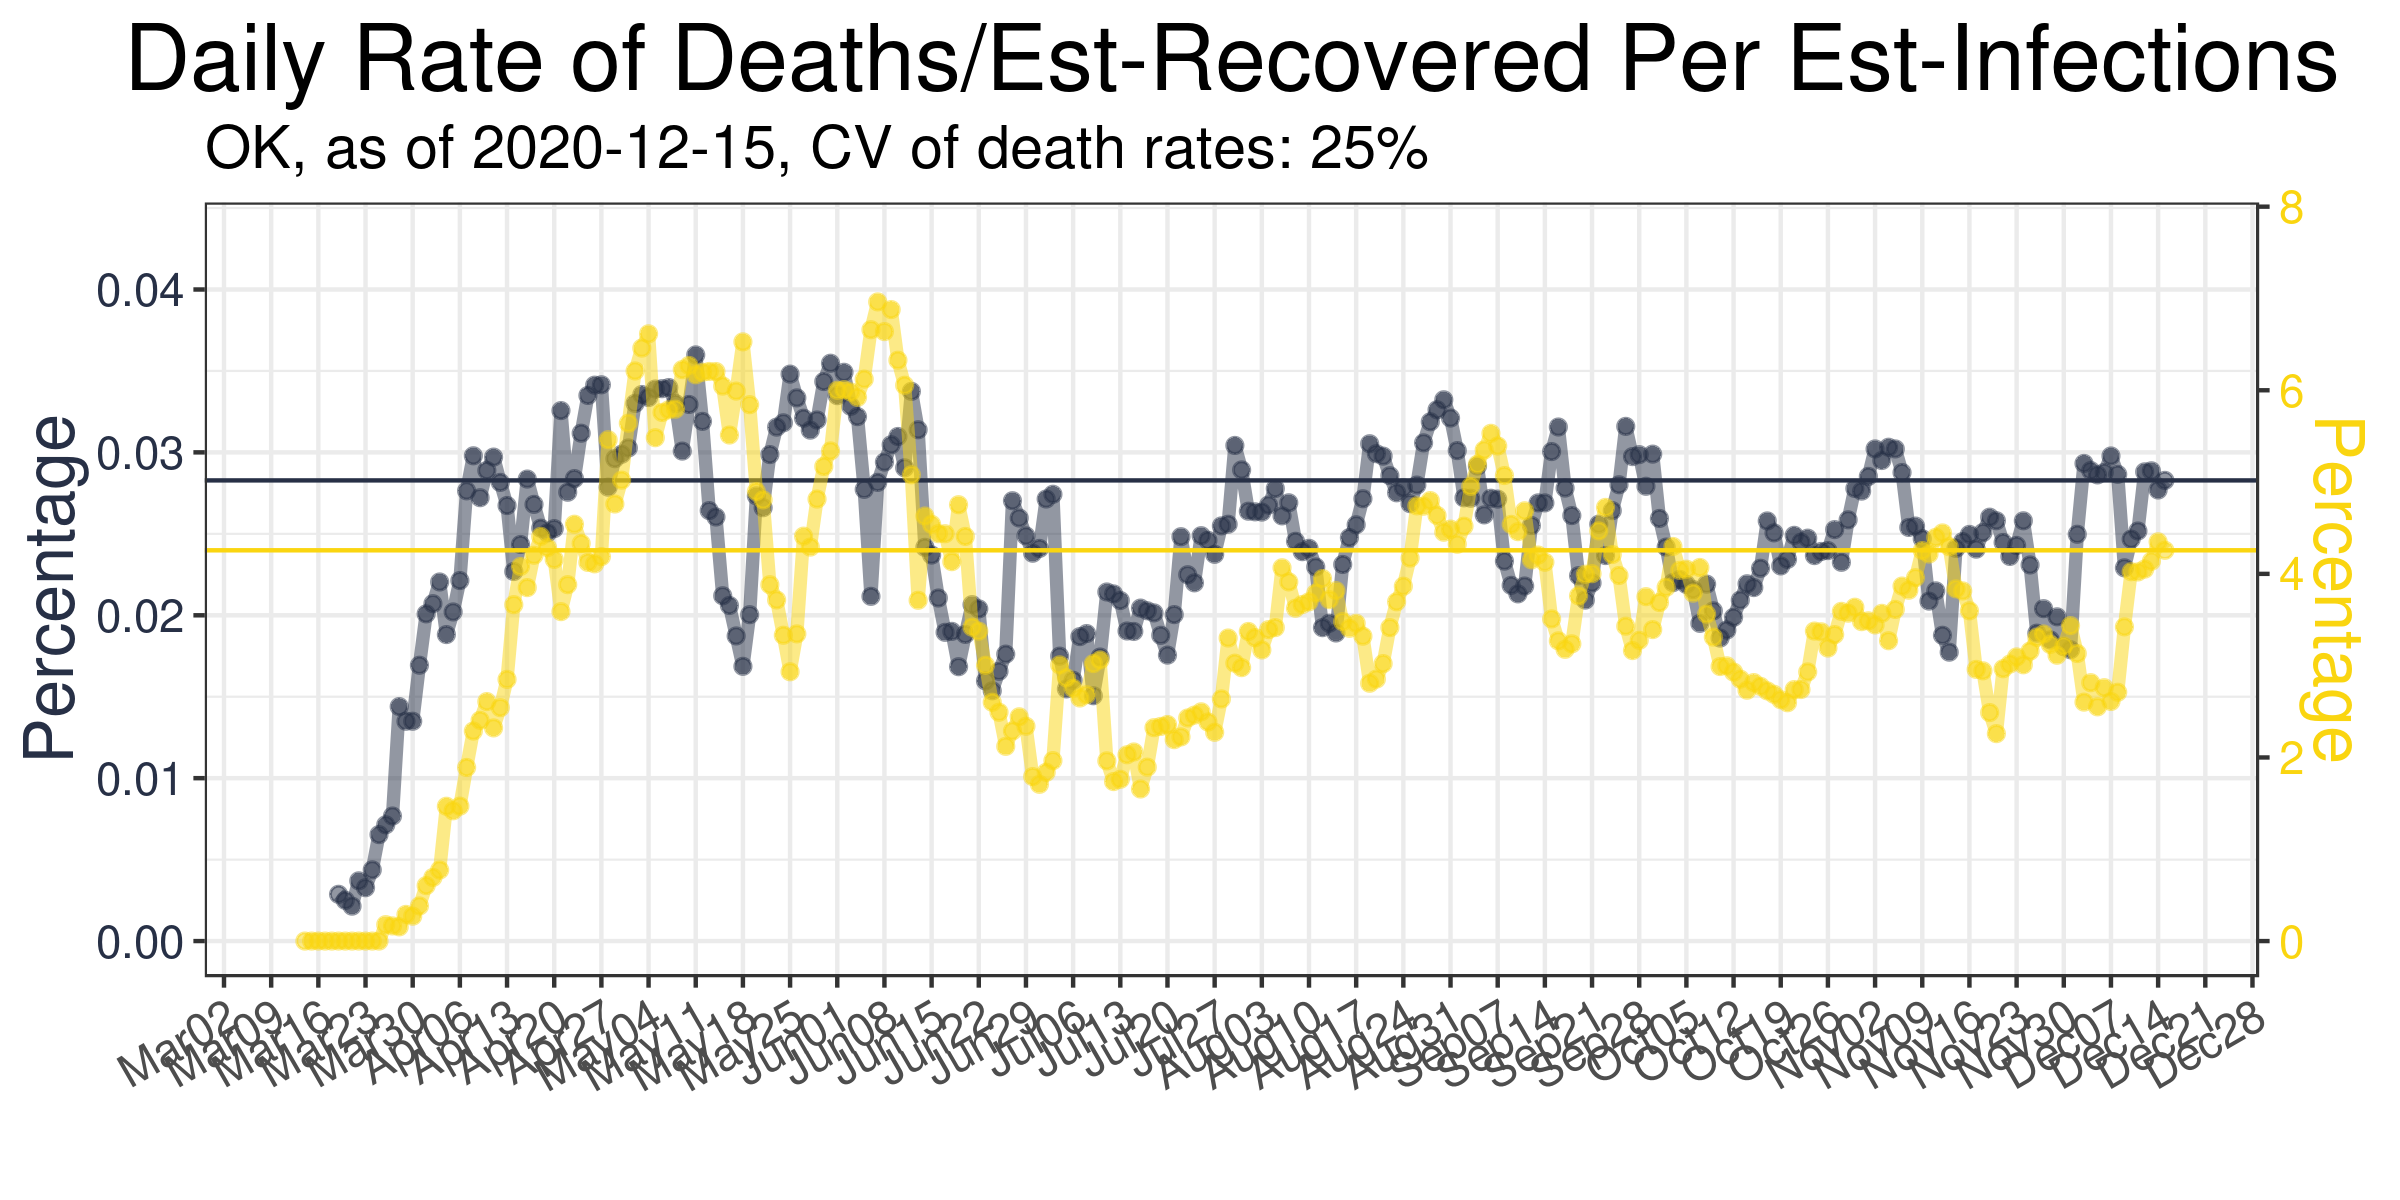 Daily Rate of Deaths/Est-Recovered Per Est-Infections
OK, as of 2020-12-15, CV of death rates: 25%
Percentage
0.04
0.03
0.02
0.01
0.00
8
6
4
2
0
Percentage
Mar02
Mar09
Mar16
Mar23
Mar30
Apr06
Apr13
Apr20
Apr27
May04
May11
May18
May25
Jun01
Jun08
Jun15
Jun22
Jun29
Jul06
Jul13
Jul20
Jul27
Aug03
Aug10
Aug17
Aug24
Aug31
Sep07
Sep14
Sep21
Sep28
Oct05
Oct12
Oct19
Oct26
Nov02
Nov09
Nov16
Nov23
Nov30
Dec07
Dec14
Dec21
Dec28